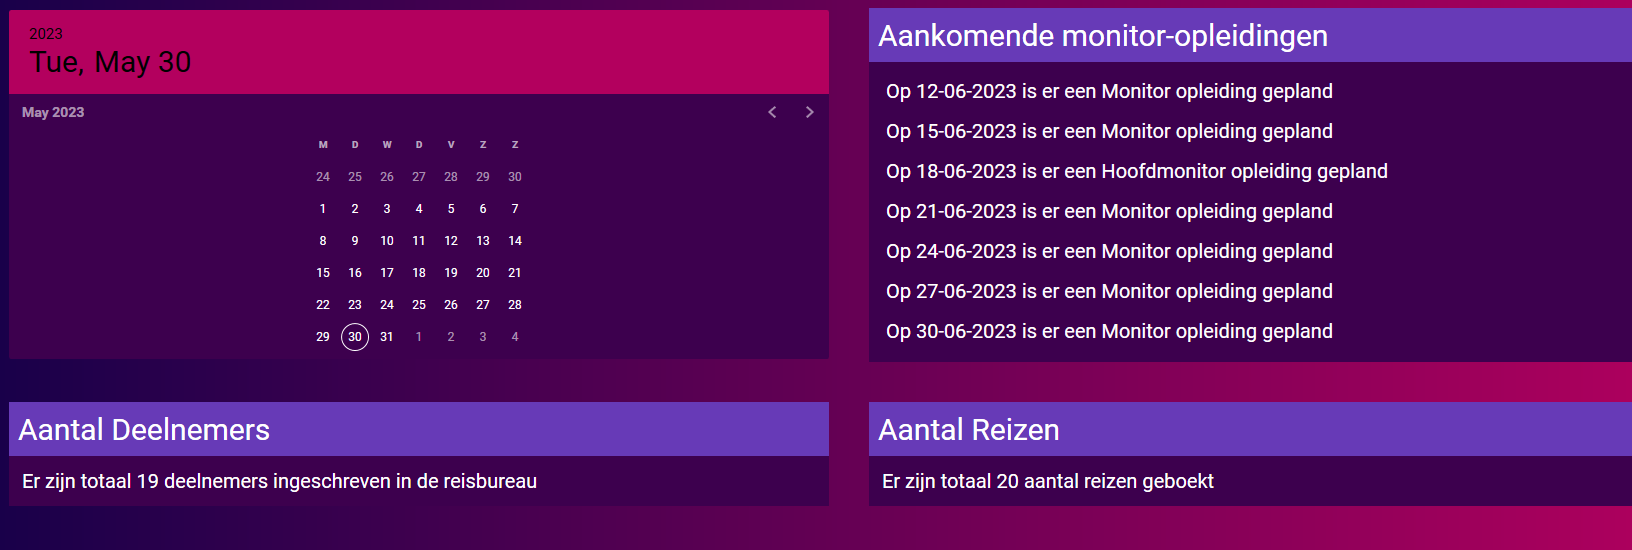 2023
Tue, May 30
May 2023
M D W D V Z Z
24 25 26 27 28 29 30
1 2 3 4 5 6 7
8 9 10 11 12 13 14
15 16 17 18 19 20 21
22 23 24 25 26 27 28
29 30 31 1 2 3 4
Aankomende monitor-opleidingen
Op 12-06-2023 is er een Monitor opleiding gepland
Op 15-06-2023 is er een Monitor opleiding gepland
Op 18-06-2023 is er een Hoofdmonitor opleiding gepland
Op 21-06-2023 is er een Monitor opleiding gepland
Op 24-06-2023 is er een Monitor opleiding gepland
Op 27-06-2023 is er een Monitor opleiding gepland
Op 30-06-2023 is er een Monitor opleiding gepland
Aantal Deelnemers
Er zijn totaal 19 deelnemers ingeschreven in de reisbureau
Aantal Reizen
Er zijn totaal 20 aantal reizen geboekt